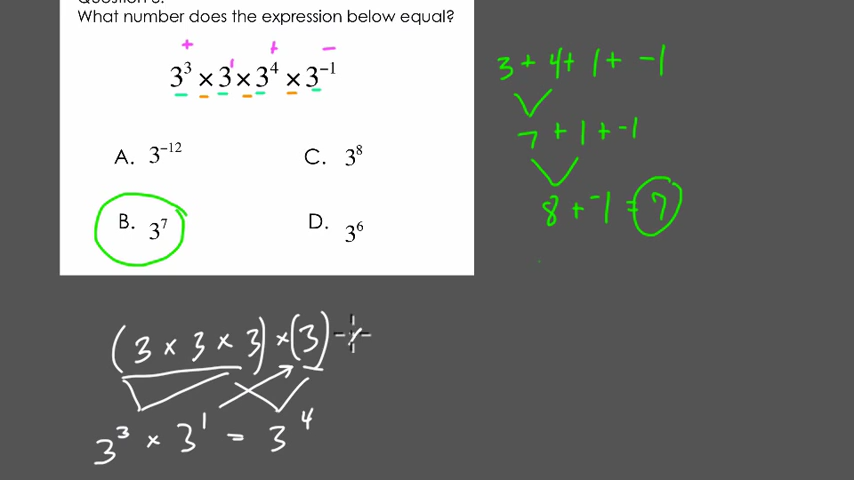 What number does the expression below equal?
+ 1 + −
3³ × 3 × 3⁴ × 3⁻¹
A. 3⁻¹²
C. 3⁸
B. 3⁷
D. 3⁶
3 + 4 + 1 + -1
7 + 1 + -1
8 + -1 = 7
(3 × 3 × 3) × (3)
3³ × 3¹ = 3⁴